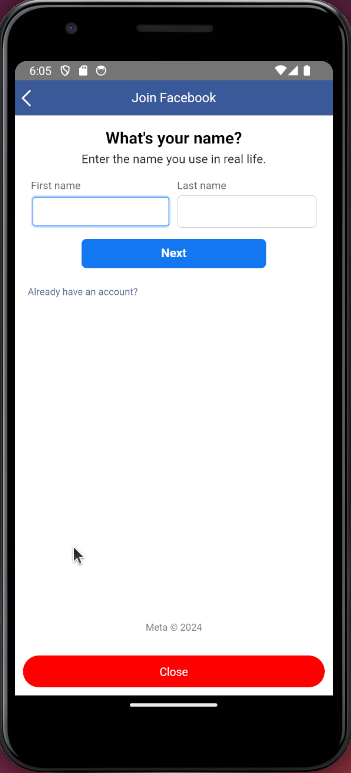 6:05
Join Facebook
What's your name?
Enter the name you use in real life.
First name Last name
Next
Already have an account?
Meta © 2024
Close